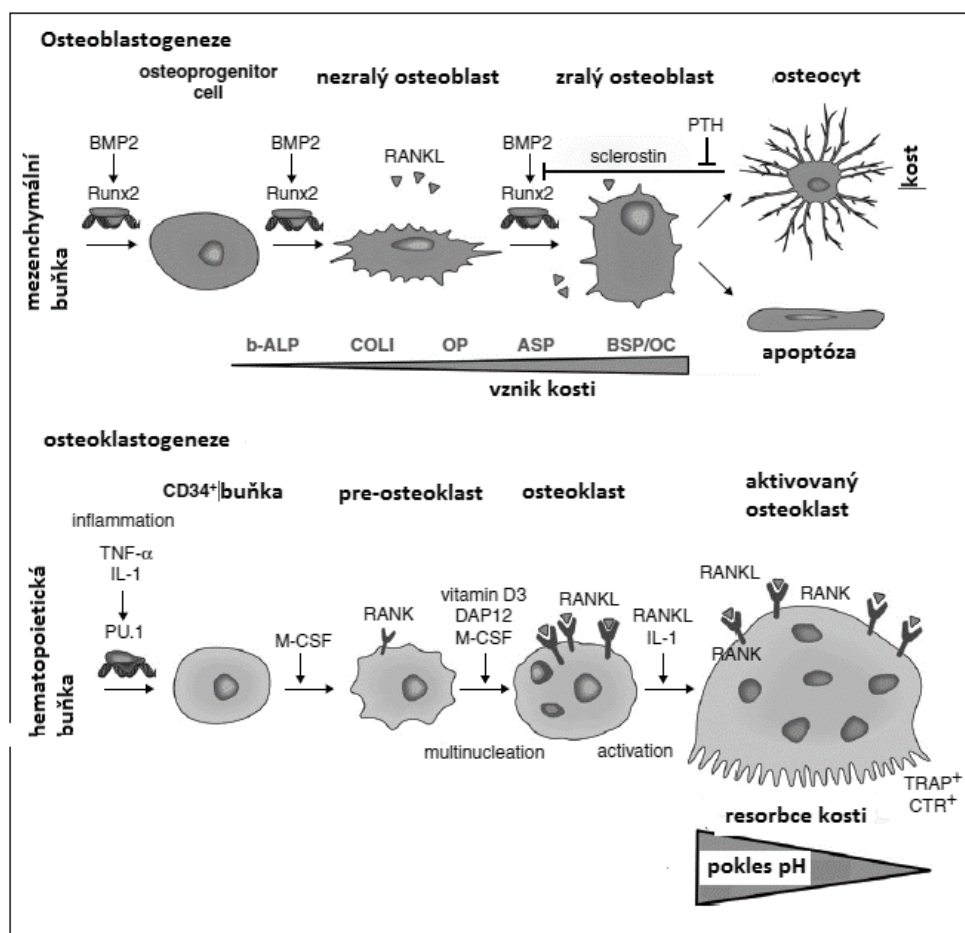 Osteoblastogeneze
osteoprogenitor
cell
nezralý osteoblast
zralý osteoblast
osteocyt
BMP2
Runx2
BMP2
Runx2
RANKL
BMP2
Runx2
sclerostin
PTH
mezenchymální
buňka
kost
b-ALP COLI OP ASP BSP/OC
vznik kosti
apoptóza
osteoklastogeneze
CD34+ buňka
pre-osteoklast
osteoklast
aktivovaný
osteoklast
inflammation
TNF-α
IL-1
PU.1
hematopoietická
buňka
M-CSF
RANK
vitamin D3
DAP12
M-CSF
multinucleation
RANKL
RANKL
IL-1
activation
RANKL
RANK
RANK
TRAP+
CTR+
resorbce kosti
pokles pH